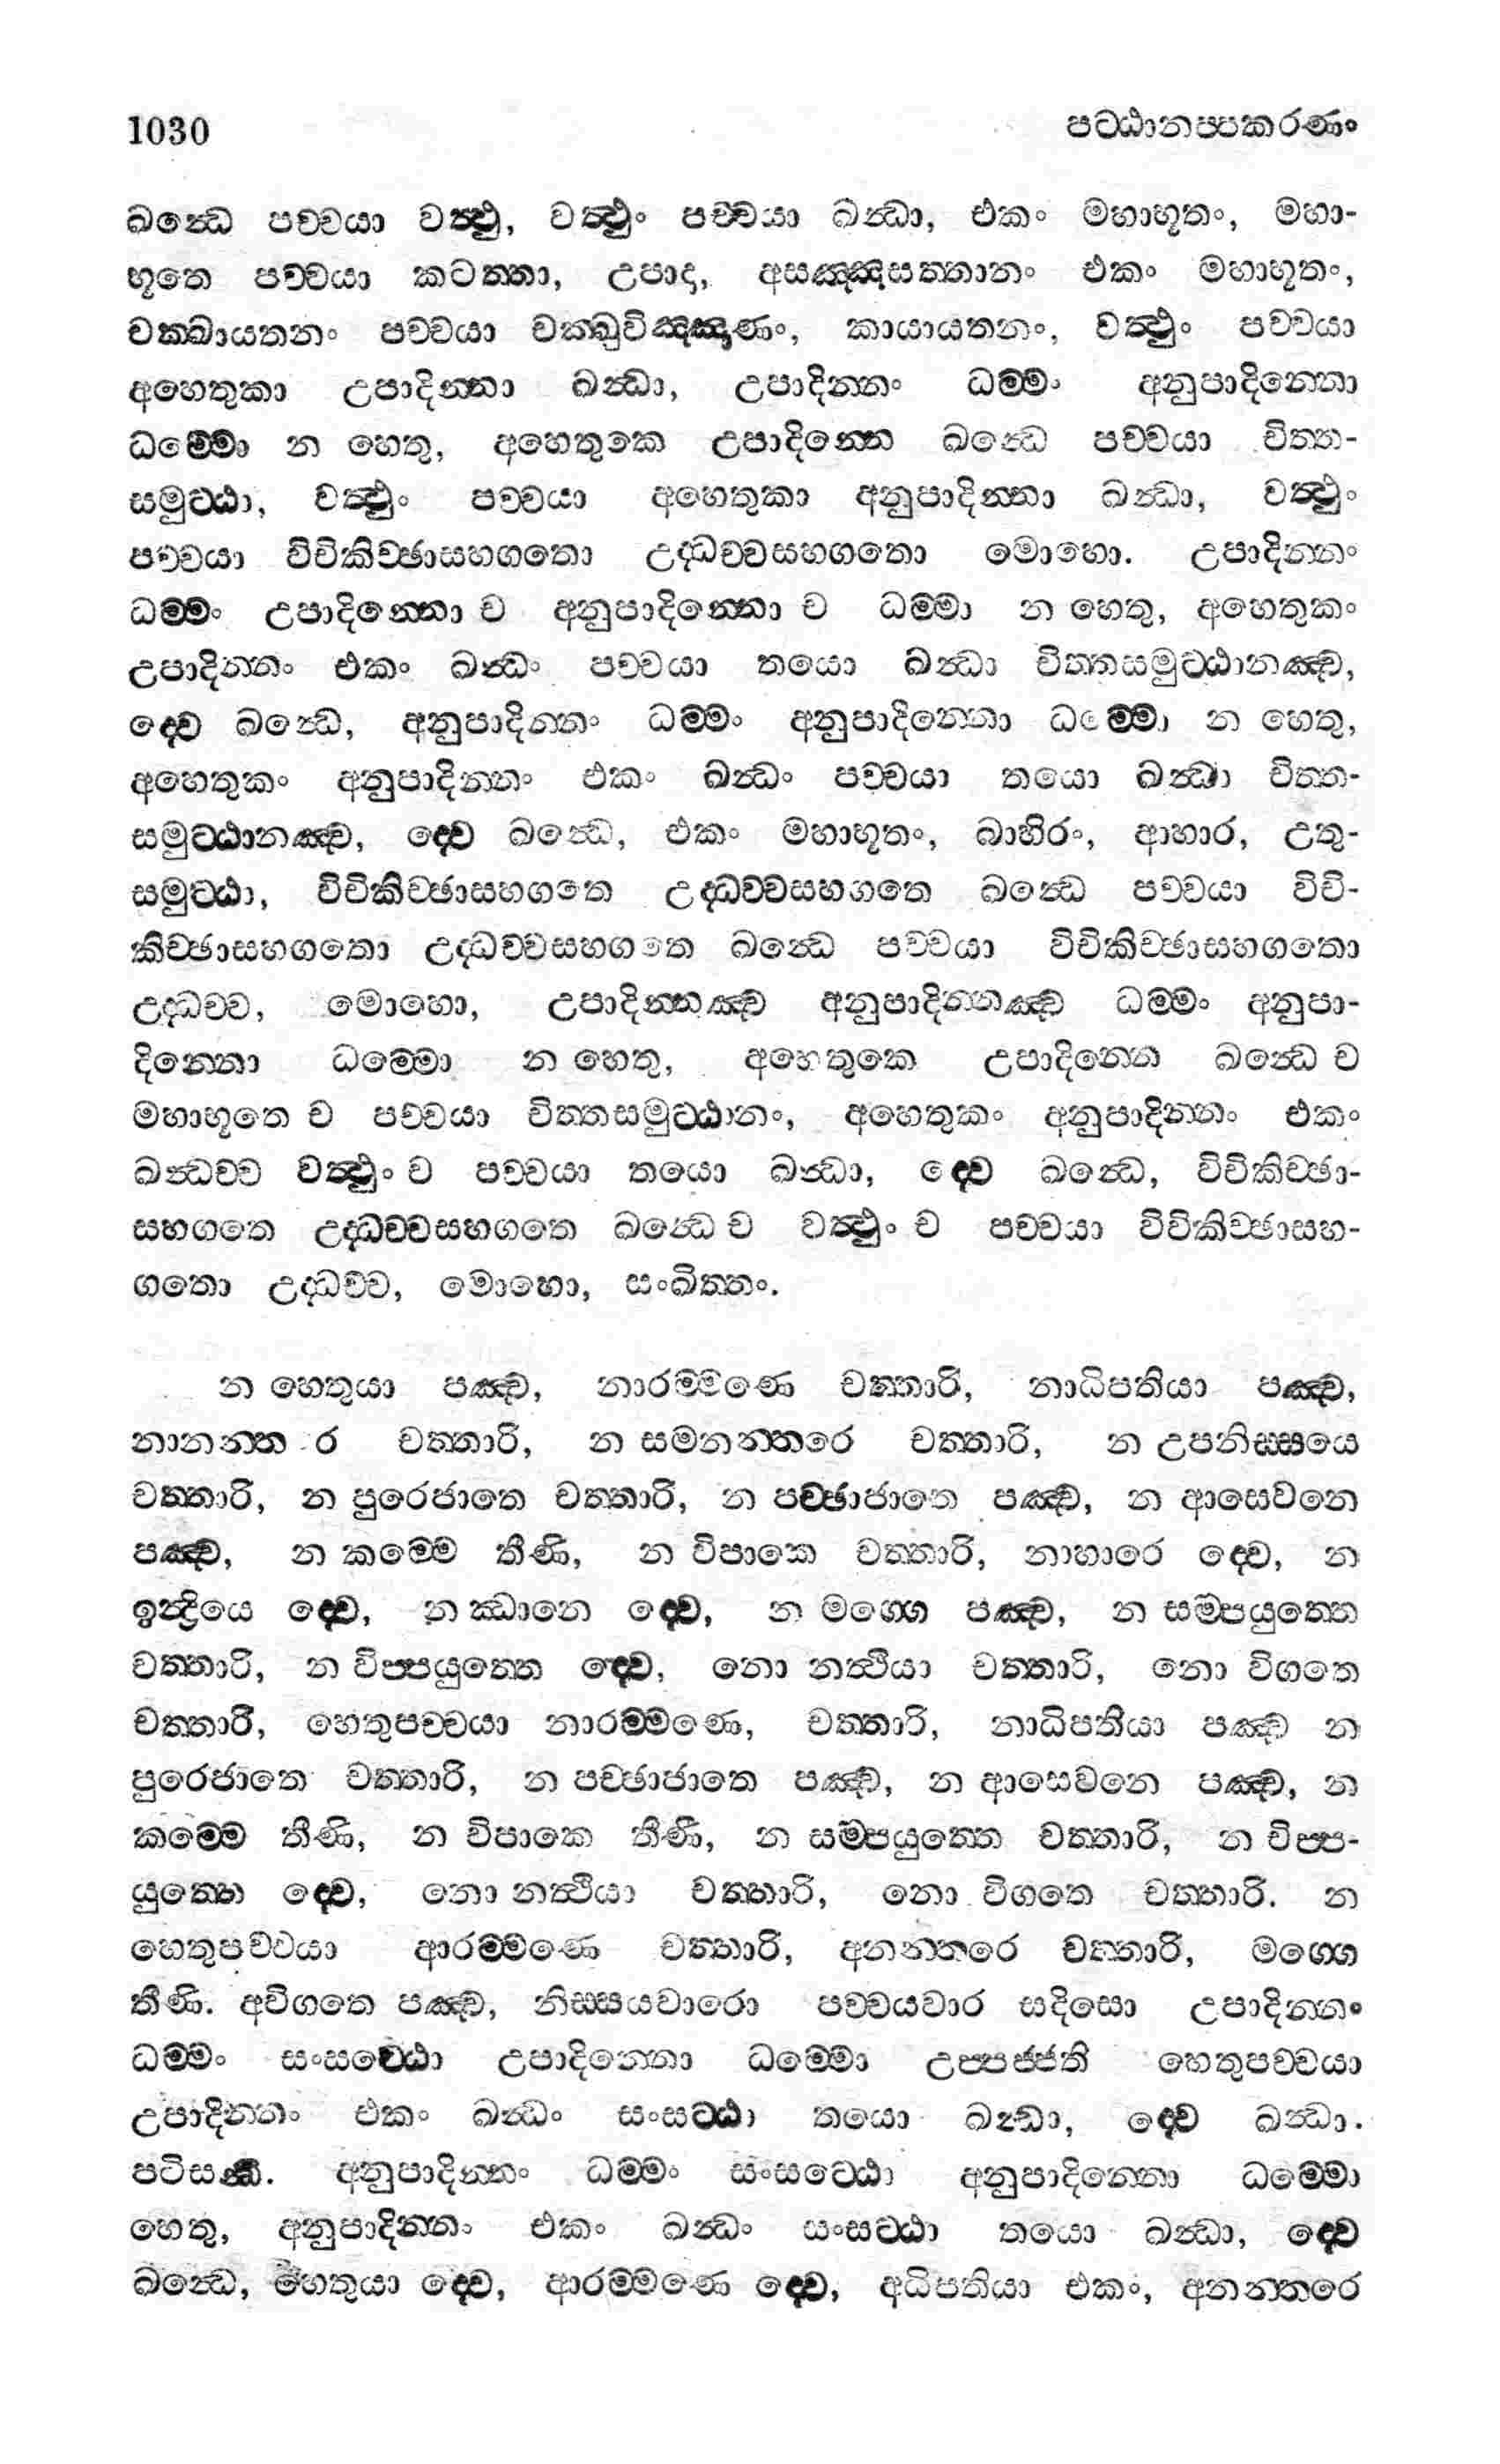 1030 පට්ඨානප්පකරණං
ඛන්ධෙ පච්චයා වත්ථු, වත්ථුං පච්චයා ඛන්ධා, එකං මහාභූතං, මහා-
භූතෙ පච්චයා කටත්තා, උපාදා, අසඤ්ඤසත්තානං එකං මහාභූතං,
චක්ඛායතනං පච්චයා චක්ඛුවිඤ්ඤාණං, කායායතනං, වත්ථුං පච්චයා
අහෙතුකා උපාදින්නා ඛන්ධා, උපාදින්නං ධම්මං අනුපාදින්නො
ධම්මො න හෙතු, අහෙතුකෙ උපාදින්නෙ ඛන්ධෙ පච්චයා චිත්ත-
සමුට්ඨා, වත්ථුං පච්චයා අහෙතුකා අනුපාදින්නා ඛන්ධා, වත්ථුං
පච්චයා විචිකිච්ඡාසහගතො උද්ධච්චසහගතො මොහො. උපාදින්නං
ධම්මං උපාදින්නො ච අනුපාදින්නො ච ධම්මා න හෙතු, අහෙතුකං
උපාදින්නං එකං ඛන්ධං පච්චයා තයො ඛන්ධා චිත්තසමුට්ඨානඤ්ච,
ද්වෙ ඛන්ධෙ, අනුපාදින්නං ධම්මං අනුපාදින්නො ධම්මො න හෙතු,
අහෙතුකං අනුපාදින්නං එකං ඛන්ධං පච්චයා තයො ඛන්ධා චිත්ත-
සමුට්ඨානඤ්ච, ද්වෙ ඛන්ධෙ, එකං මහාභූතං, බාහිරං, ආහාර, උතු-
සමුට්ඨා, විචිකිච්ඡාසහගතෙ උද්ධච්චසහගතෙ ඛන්ධෙ පච්චයා විචි-
කිච්ඡාසහගතො උද්ධච්චසහගතෙ ඛන්ධෙ පච්චයා විචිකිච්ඡාසහගතො
උද්ධච්ච, මොහො, උපාදින්නඤ්ච අනුපාදින්නඤ්ච ධම්මං අනුපා-
දින්නො ධම්මො න හෙතු, අහෙතුකෙ උපාදින්නෙ ඛන්ධෙ ච
මහාභූතෙ ච පච්චයා චිත්තසමුට්ඨානං, අහෙතුකං අනුපාදින්නං එකං
ඛන්ධච්ච වත්ථුං ච පච්චයා තයො ඛන්ධා, ද්වෙ ඛන්ධෙ, විචිකිච්ඡා-
සහගතෙ උද්ධච්චසහගතෙ ඛන්ධෙ ච වත්ථුං ච පච්චයා විචිකිච්ඡාසහ-
ගතො උද්ධච්ච, මොහො, සංඛිත්තං.
න හෙතුයා පඤ්ච, නාරම්මණෙ චත්තාරි, නාධිපතියා පඤ්ච,
නානන්තරෙ චත්තාරි, න සමනන්තරෙ චත්තාරි, න උපනිස්සයෙ
චත්තාරි, න පුරෙජාතෙ චත්තාරි, න පච්ඡාජාතෙ පඤ්ච, න ආසෙවනෙ
පඤ්ච, න කම්මෙ තීණි, න විපාකෙ චත්තාරි, නාහාරෙ ද්වෙ, න
ඉන්ද්‍රියෙ ද්වෙ, න ඣානෙ ද්වෙ, න මග්ගෙ පඤ්ච, න සම්පයුත්තෙ
චත්තාරි, න විප්පයුත්තෙ ද්වෙ, නො නත්ථියා චත්තාරි, නො විගතෙ
චත්තාරි, හෙතුපච්චයා නාරම්මණෙ, චත්තාරි, නාධිපතියා පඤ්ච න
පුරෙජාතෙ චත්තාරි, න පච්ඡාජාතෙ පඤ්ච, න ආසෙවනෙ පඤ්ච, න
කම්මෙ තීණි, න විපාකෙ තීණි, න සම්පයුත්තෙ චත්තාරි, න විප්ප-
යුත්තෙ ද්වෙ, නො නත්ථියා චත්තාරි, නො විගතෙ චත්තාරි. න
හෙතුපච්චයා ආරම්මණෙ චත්තාරි, අනන්තරෙ චත්තාරි, මග්ගෙ
තීණි. අවිගතෙ පඤ්ච, නිස්සයවාරො පච්චයවාර සදිසො උපාදින්නං
ධම්මං සංසට්ඨො උපාදින්නො ධම්මො උප්පජ්ජති හෙතුපච්චයා
උපාදින්නං එකං ඛන්ධං සංසට්ඨා තයො ඛන්ධා, ද්වෙ ඛන්ධා.
පටිසන්ධි. අනුපාදින්නං ධම්මං සංසට්ඨො අනුපාදින්නො ධම්මො
හෙතු, අනුපාදින්නං එකං ඛන්ධං සංසට්ඨා තයො ඛන්ධා, ද්වෙ
ඛන්ධෙ, හෙතුයා ද්වෙ, ආරම්මණෙ ද්වෙ, අධිපතියා එකං, අනන්තරෙ